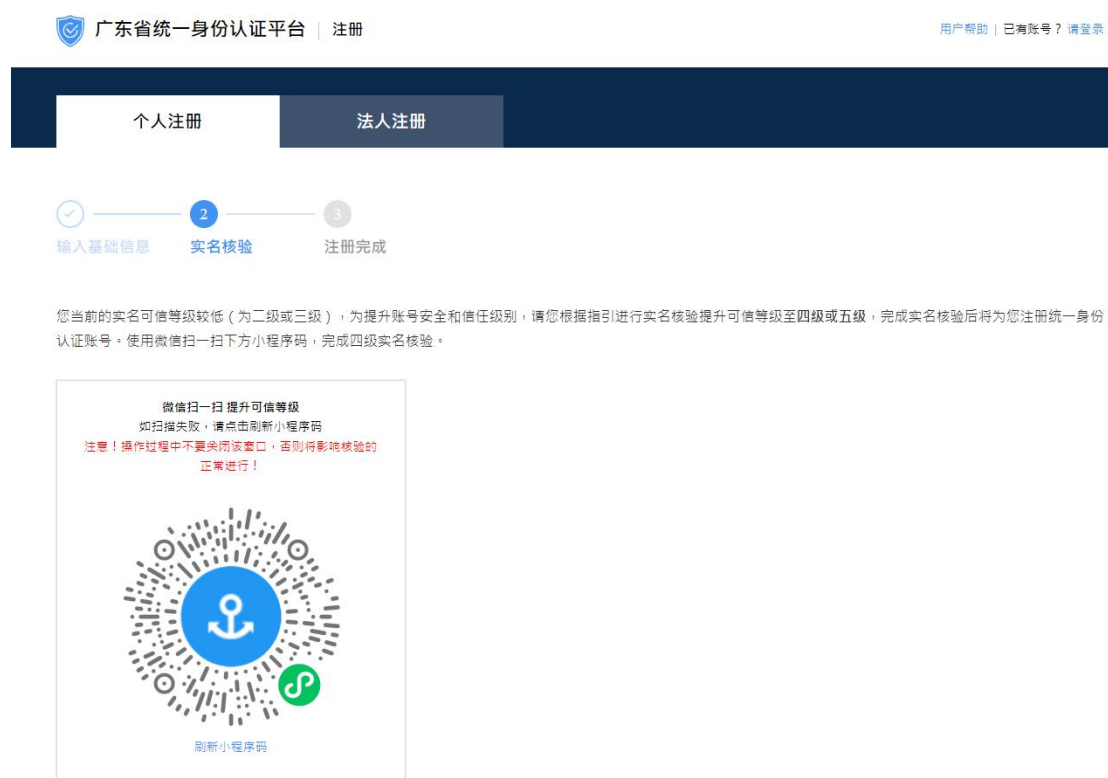 广东省统一身份认证平台 | 注册
用户帮助 | 已有账号？请登录
个人注册
法人注册
2
3
输入基础信息
实名核验
注册完成
您当前的实名可信等级较低（为二级或三级），为提升账号安全和信任级别，请您根据指引进行实名核验提升可信等级至四级或五级，完成实名核验后将为您注册统一身份
认证账号。使用微信扫一扫下方小程序码，完成四级实名核验。
微信扫一扫 提升可信等级
如扫描失败，请点击刷新小程序码
注意！操作过程中不要关闭该窗口，否则将影响核验的
正常进行！
刷新小程序码